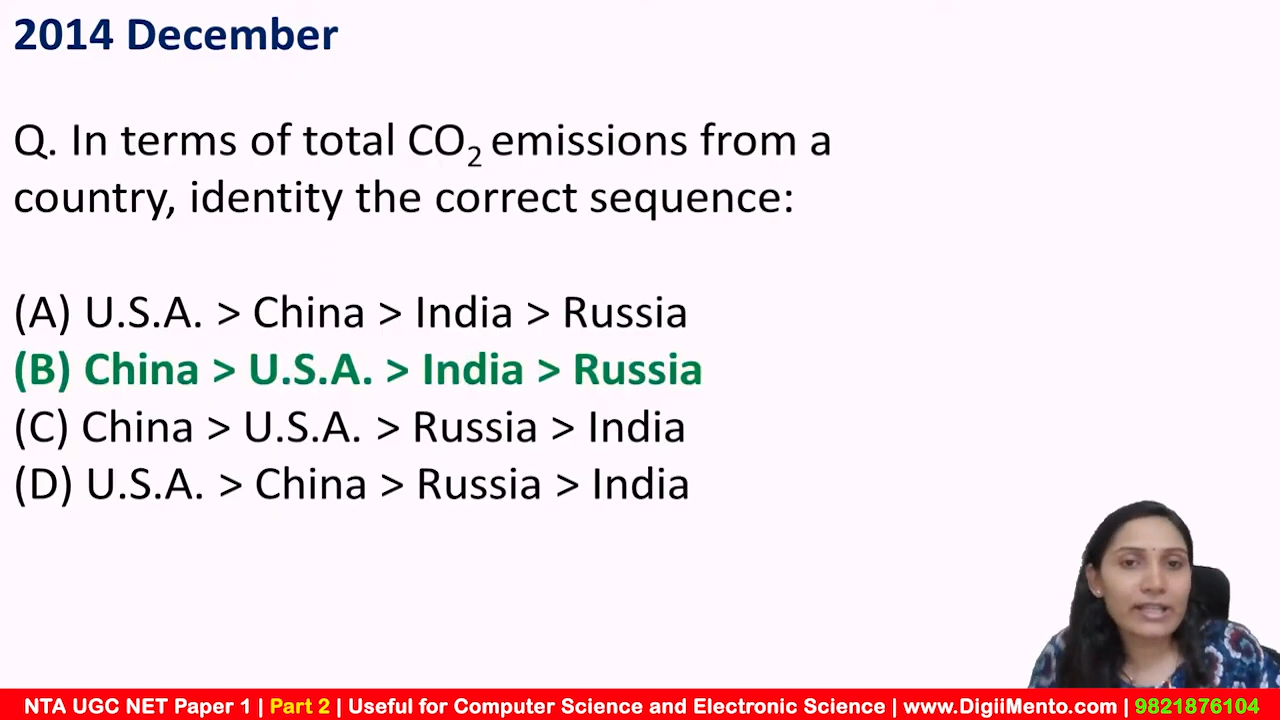 2014 December
Q. In terms of total CO₂ emissions from a
country, identity the correct sequence:
(A) U.S.A. > China > India > Russia
(B) China > U.S.A. > India > Russia
(C) China > U.S.A. > Russia > India
(D) U.S.A. > China > Russia > India
NTA UGC NET Paper 1 | Part 2 | Useful for Computer Science and Electronic Science | www.DigiiMento.com | 9821876104